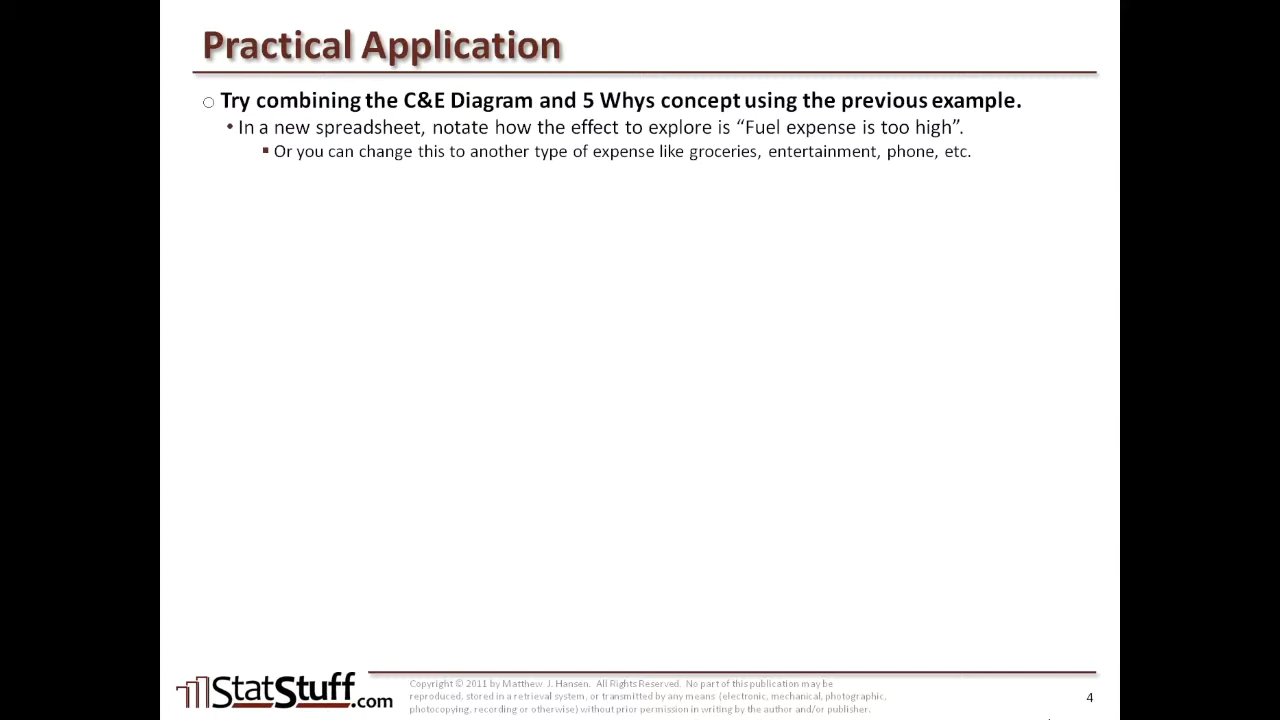 Practical Application
○ Try combining the C&E Diagram and 5 Whys concept using the previous example.
• In a new spreadsheet, notate how the effect to explore is “Fuel expense is too high”.
▪ Or you can change this to another type of expense like groceries, entertainment, phone, etc.
StatStuff.com
Copyright © 2011 by Matthew J. Hansen. All Rights Reserved. No part of this publication may be
reproduced, stored in a retrieval system, or transmitted by any means (electronic, mechanical, photographic,
photocopying, recording or otherwise) without prior permission in writing by the author and/or publisher.
4